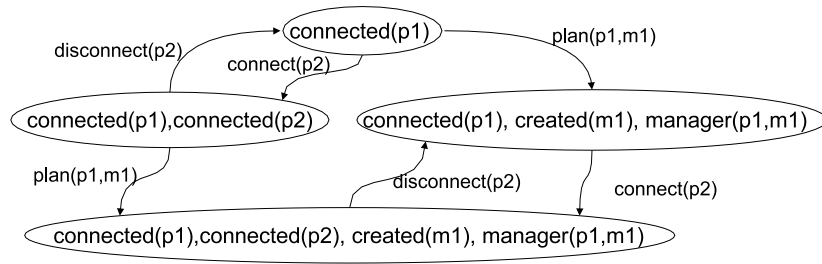 connected(p1)
disconnect(p2)
connect(p2)
plan(p1,m1)
connected(p1),connected(p2)
connected(p1), created(m1), manager(p1,m1)
plan(p1,m1)
disconnect(p2)
connect(p2)
connected(p1),connected(p2), created(m1), manager(p1,m1)